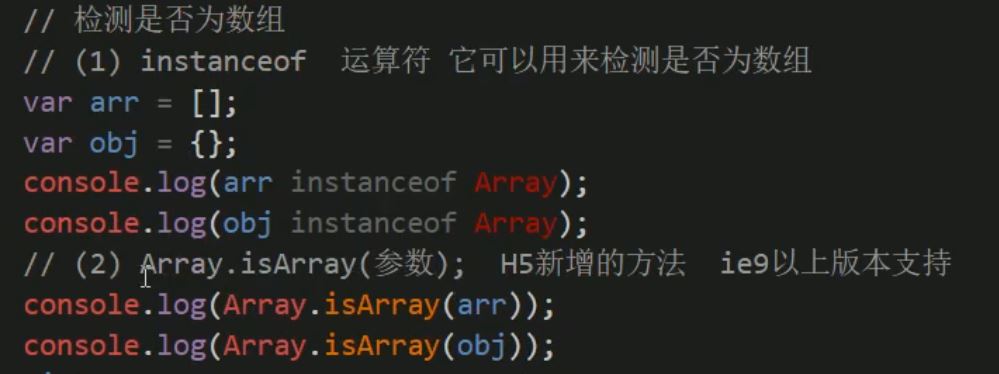 // 检测是否为数组
// (1) instanceof 运算符 它可以用来检测是否为数组
var arr = [];
var obj = {};
console.log(arr instanceof Array);
console.log(obj instanceof Array);
// (2) Array.isArray(参数); H5新增的方法 ie9以上版本支持
console.log(Array.isArray(arr));
console.log(Array.isArray(obj));